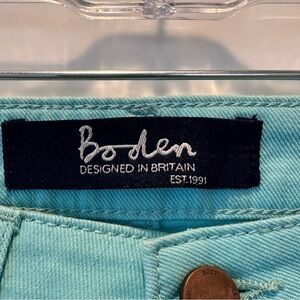 Boden
DESIGNED IN BRITAIN
EST.1991